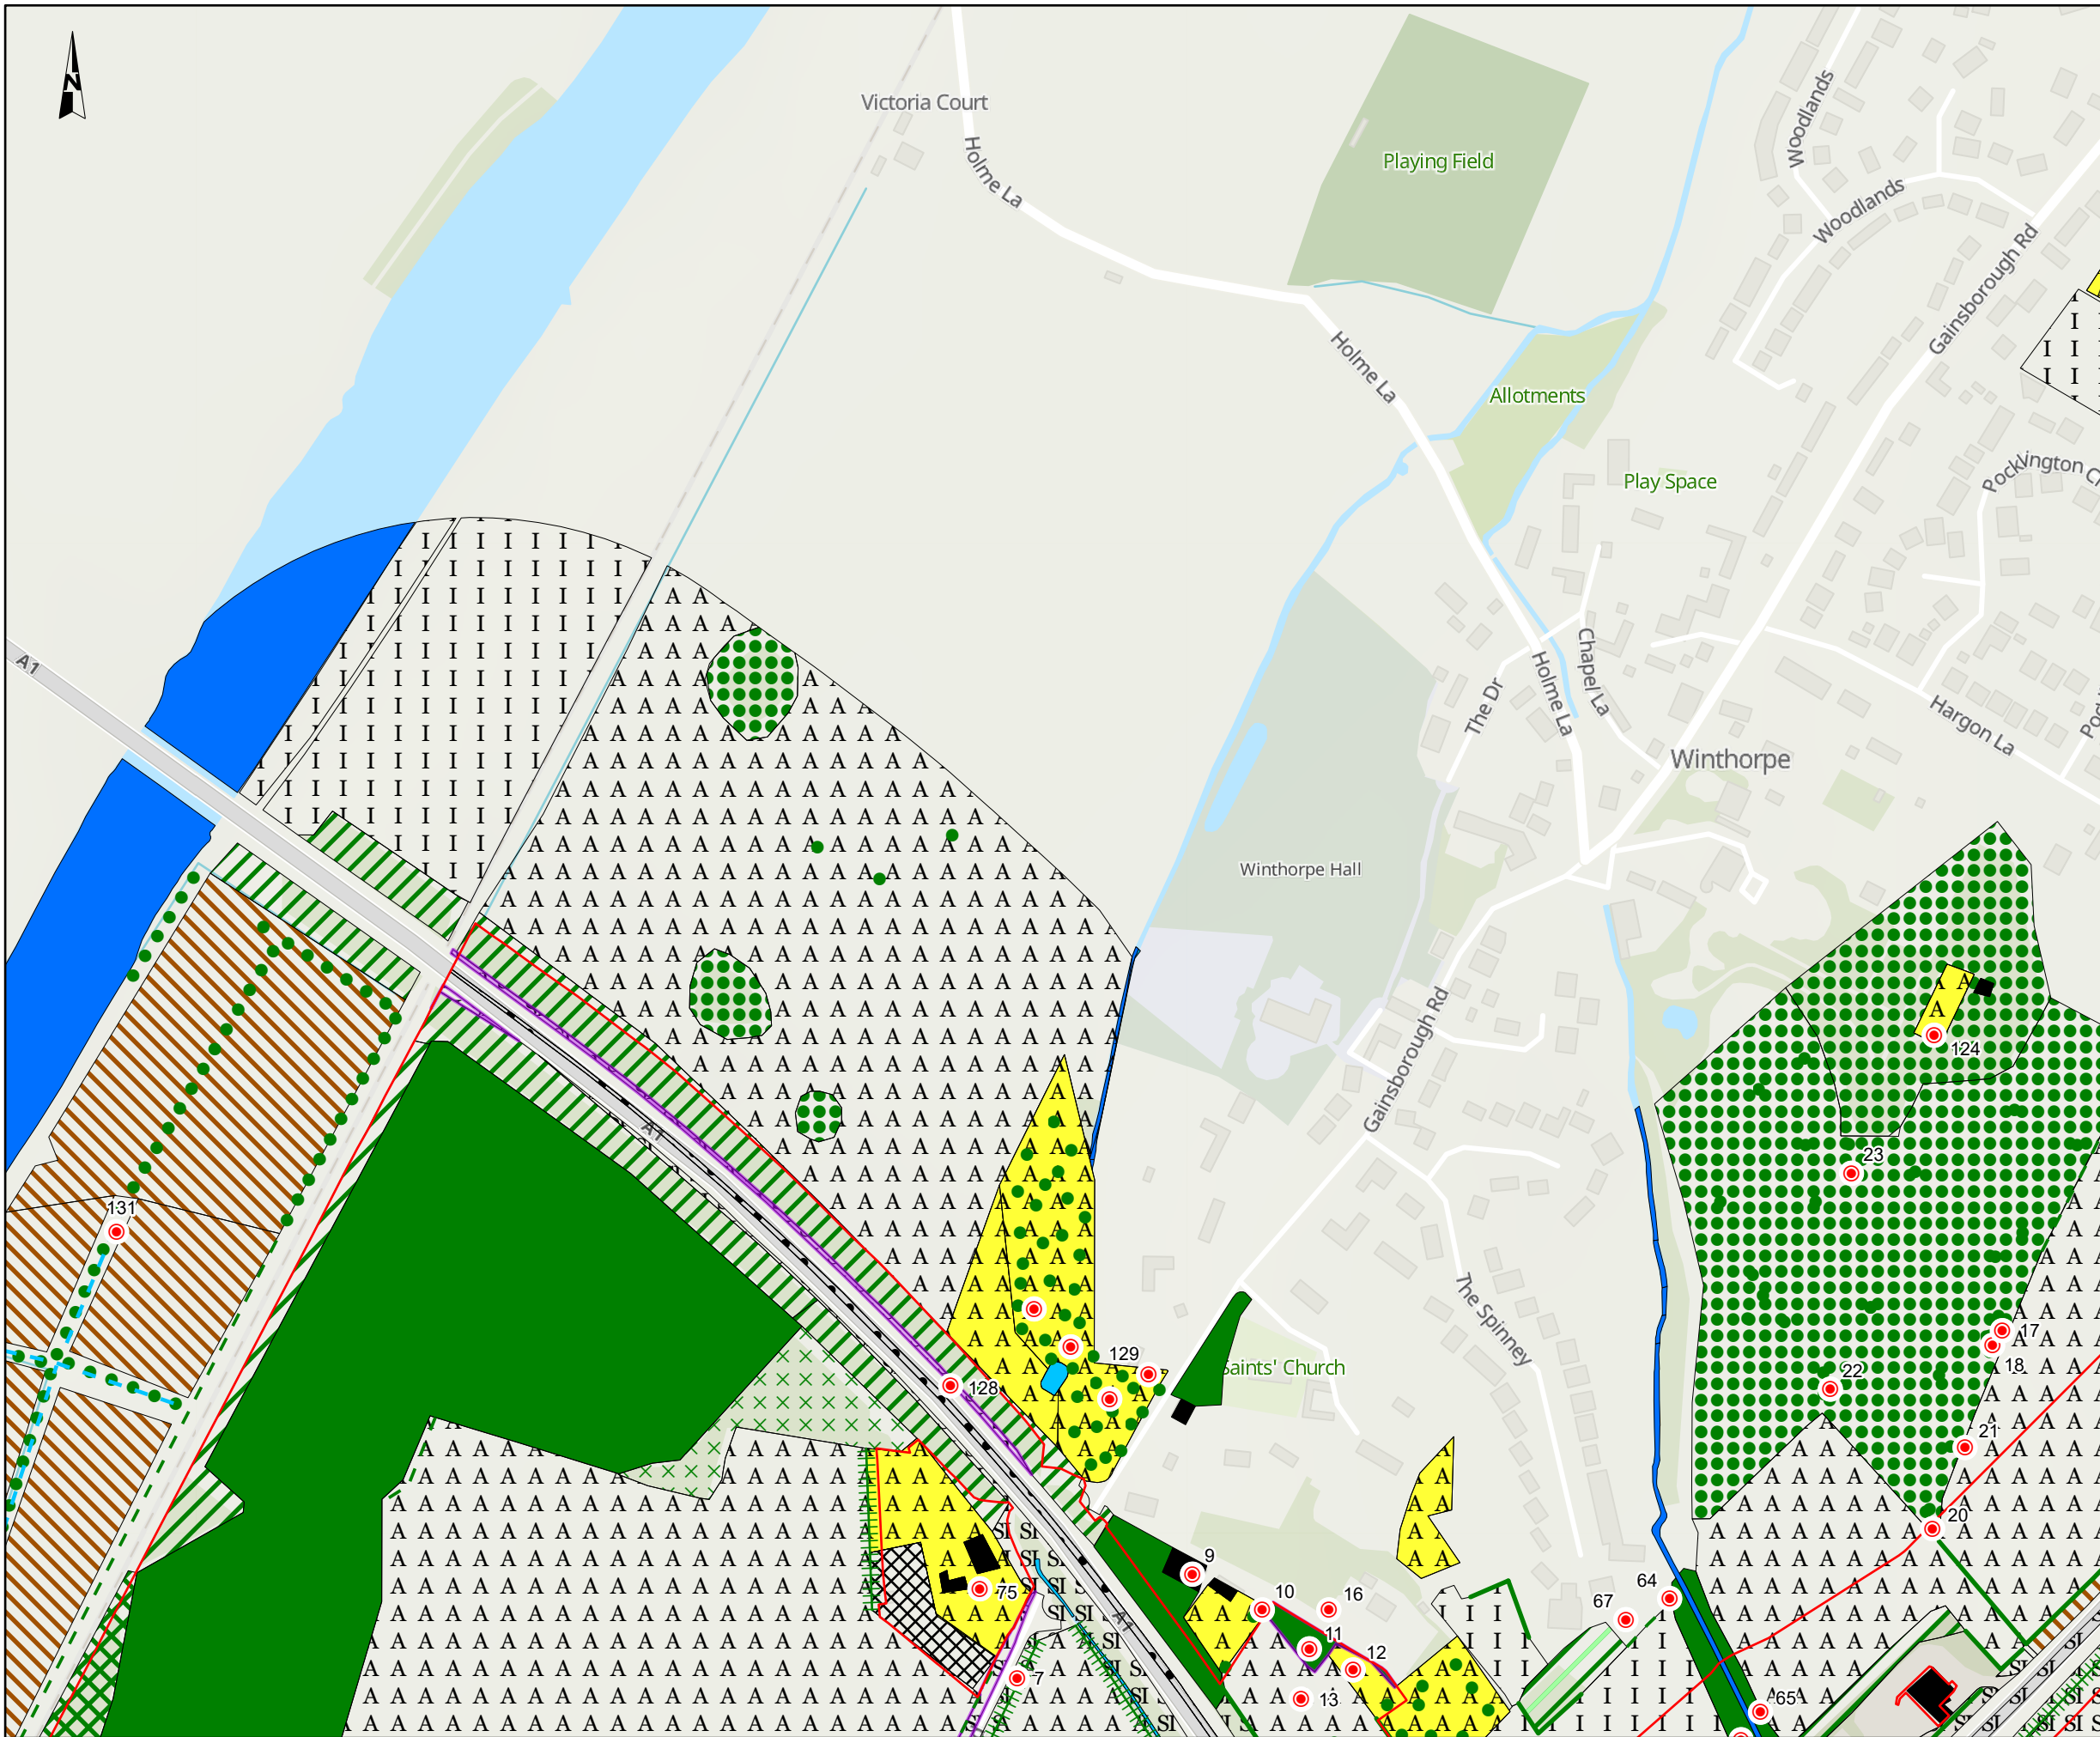 N
Victoria Court
Holme La
Playing Field
Woodlands
Woodlands
Gainsborough Rd
Holme La
Allotments
Play Space
A1
Chapel La
The Dr
Holme La
Hargon La
Winthorpe
Winthorpe Hall
124
Gainsborough Rd
A1
23
131
The Spinney
17
129
Saints' Church
18
22
128
21
20
9
75
10
16
64
67
11
12
A1
7
13
65